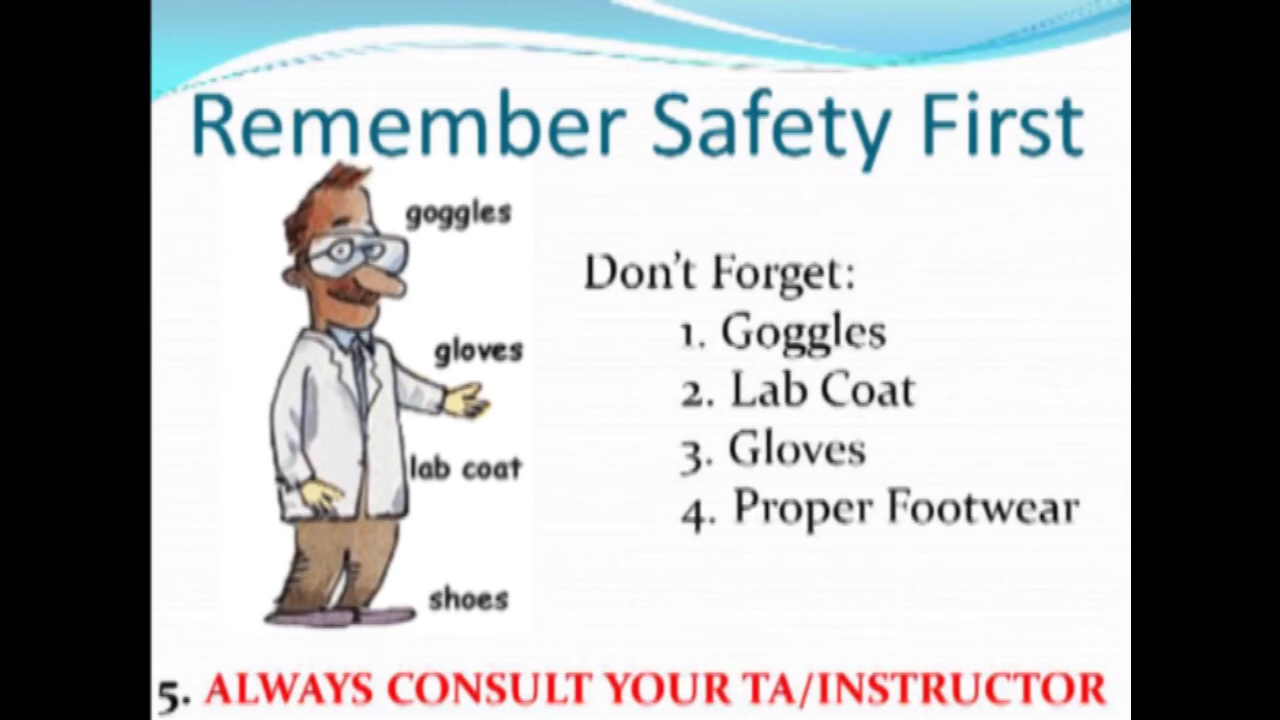 Remember Safety First
goggles
gloves
lab coat
shoes
Don't Forget:
1. Goggles
2. Lab Coat
3. Gloves
4. Proper Footwear
5. ALWAYS CONSULT YOUR TA/INSTRUCTOR